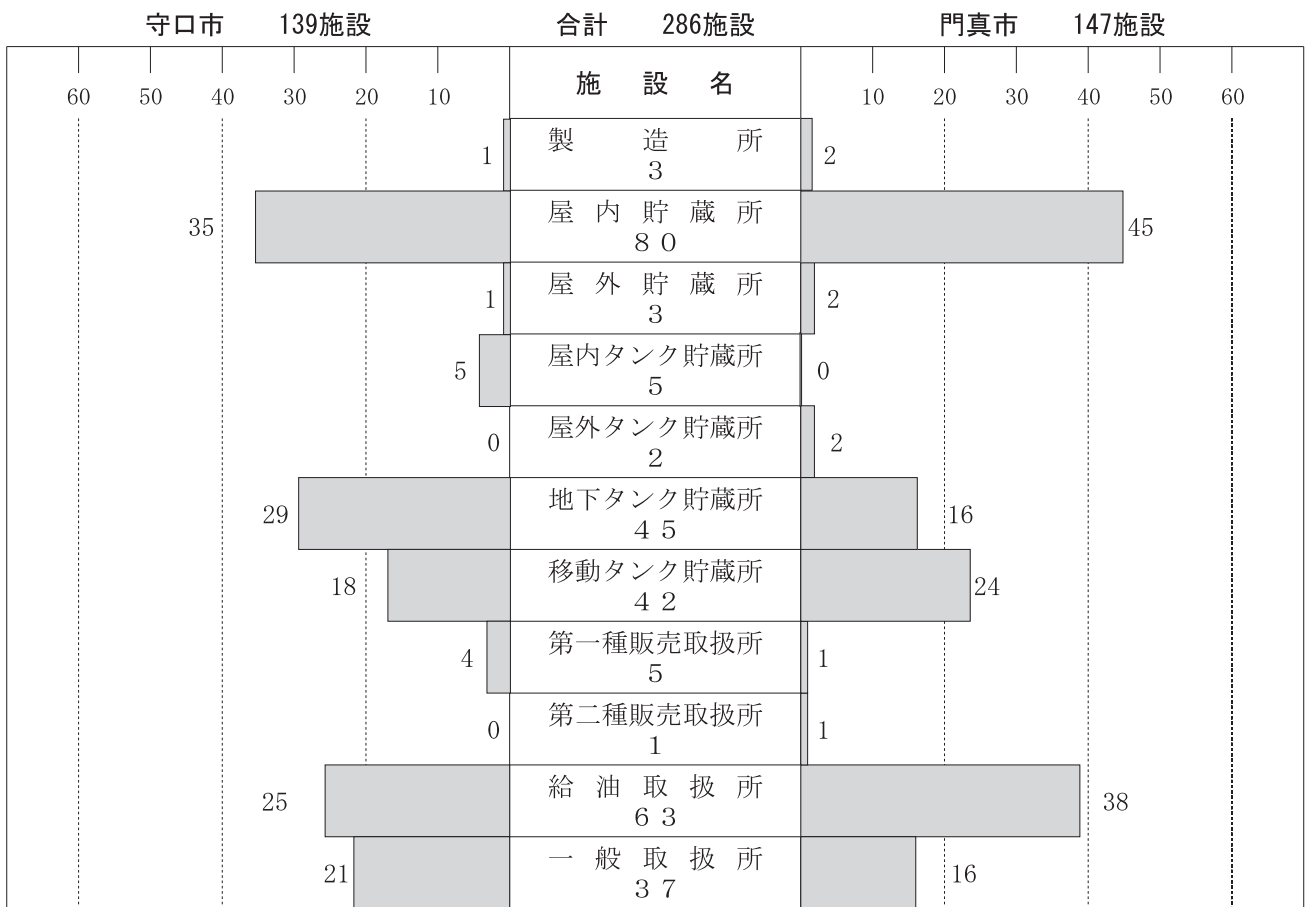 守口市 139施設 合計 286施設 門真市 147施設
60 50 40 30 20 10 施設名 10 20 30 40 50 60
製造所
1 3 2
屋内貯蔵所
35 80 45
屋外貯蔵所
1 3 2
屋内タンク貯蔵所
5 5 0
屋外タンク貯蔵所
0 2 2
地下タンク貯蔵所
29 45 16
移動タンク貯蔵所
18 42 24
第一種販売取扱所
4 5 1
第二種販売取扱所
0 1 1
給油取扱所
25 63 38
一般取扱所
21 37 16